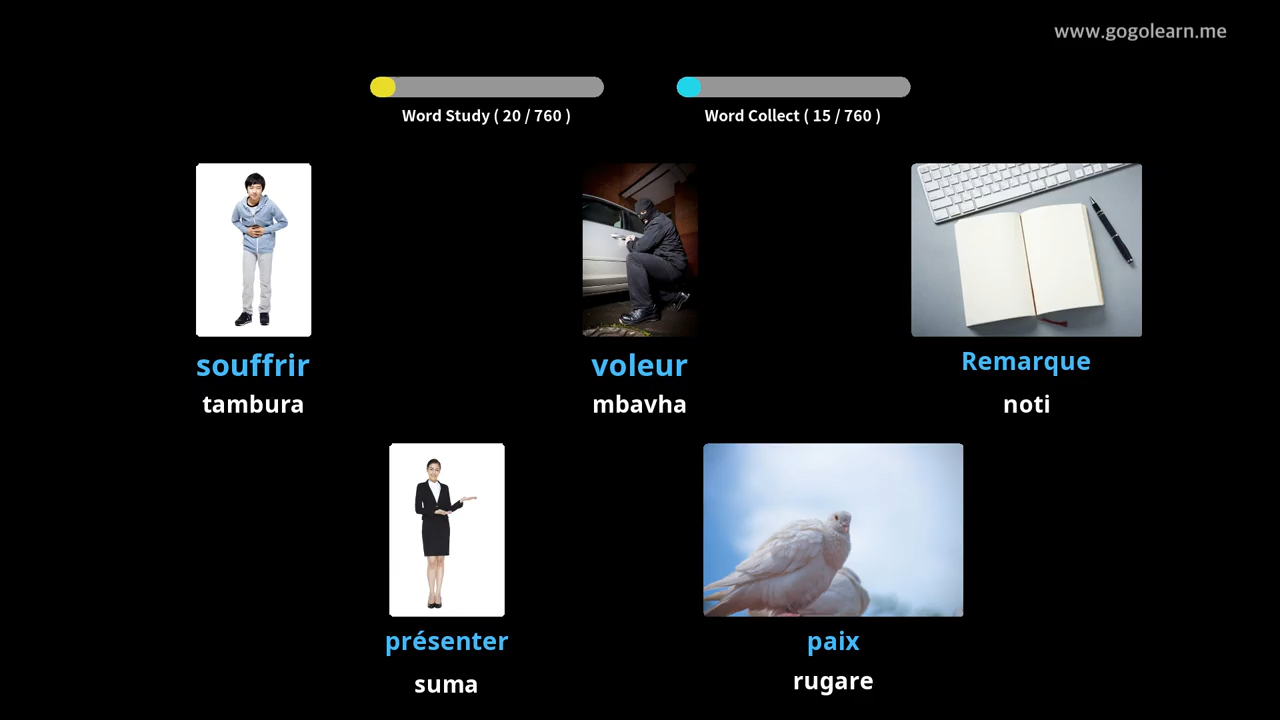 www.gogolearn.me
Word Study ( 20 / 760 )
Word Collect ( 15 / 760 )
souffrir
tambura
voleur
mbavha
Remarque
noti
présenter
suma
paix
rugare